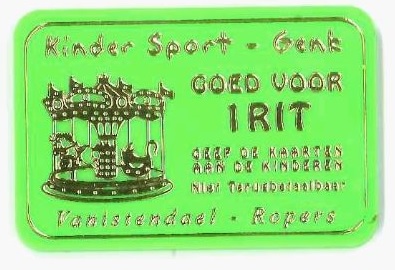 Kinder Sport - Genk
GOED VOOR
1 RIT
GEEF DE KAARTEN
AAN DE KINDEREN
Niet Terugbetaalbaar
Vanistendael - Ropers